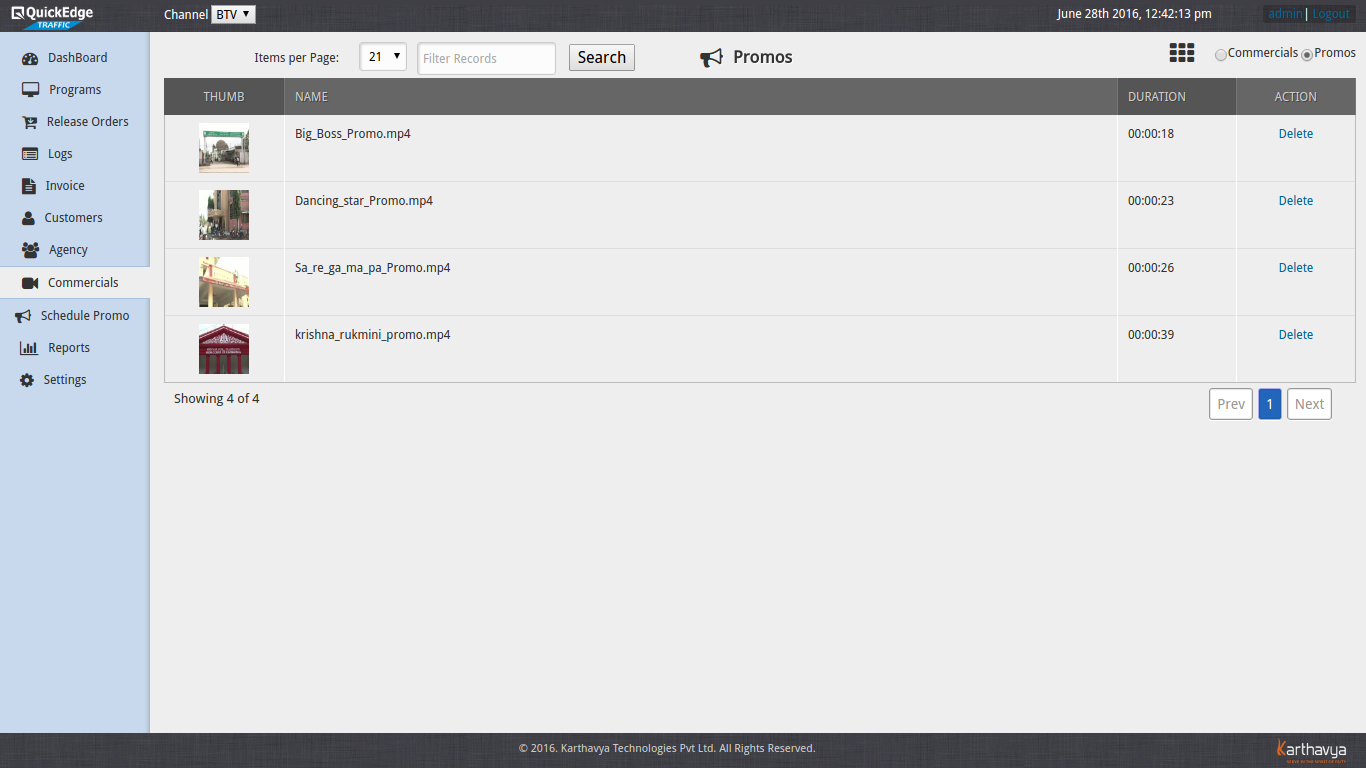 QuickEdge
TRAFFIC
Channel BTV
June 28th 2016, 12:42:13 pm
admin | Logout
DashBoard
Programs
Release Orders
Logs
Invoice
Customers
Agency
Commercials
Schedule Promo
Reports
Settings
Items per Page: 21 Filter Records Search Promos Commercials Promos
THUMB NAME DURATION ACTION
Big_Boss_Promo.mp4 00:00:18 Delete
Dancing_star_Promo.mp4 00:00:23 Delete
Sa_re_ga_ma_pa_Promo.mp4 00:00:26 Delete
krishna_rukmini_promo.mp4 00:00:39 Delete
Showing 4 of 4
Prev 1 Next
© 2016. Karthavya Technologies Pvt Ltd. All Rights Reserved.
Karthavya